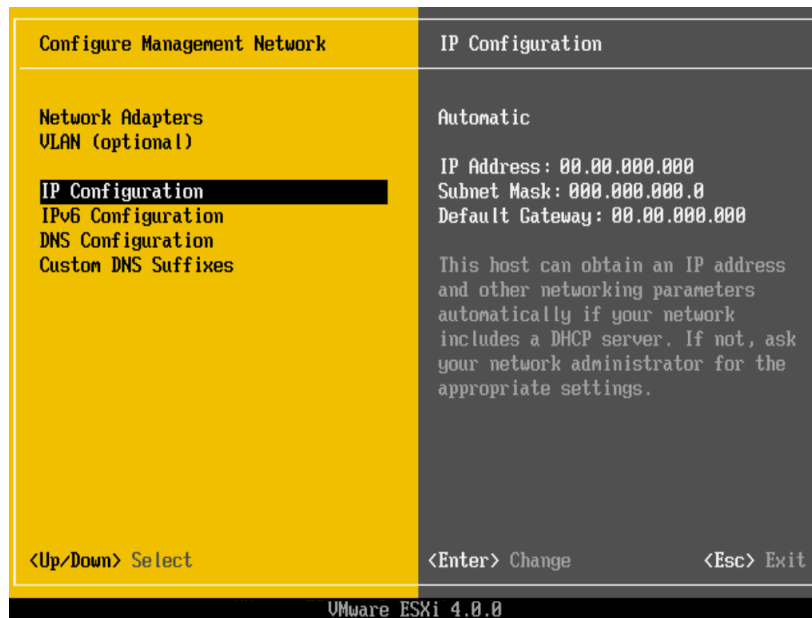 Configure Management Network
Network Adapters
VLAN (optional)
IP Configuration
IPv6 Configuration
DNS Configuration
Custom DNS Suffixes
<Up/Down> Select
IP Configuration
Automatic
IP Address: 00.00.000.000
Subnet Mask: 000.000.000.0
Default Gateway: 00.00.000.000
This host can obtain an IP address
and other networking parameters
automatically if your network
includes a DHCP server. If not, ask
your network administrator for the
appropriate settings.
<Enter> Change <Esc> Exit
VMware ESXi 4.0.0